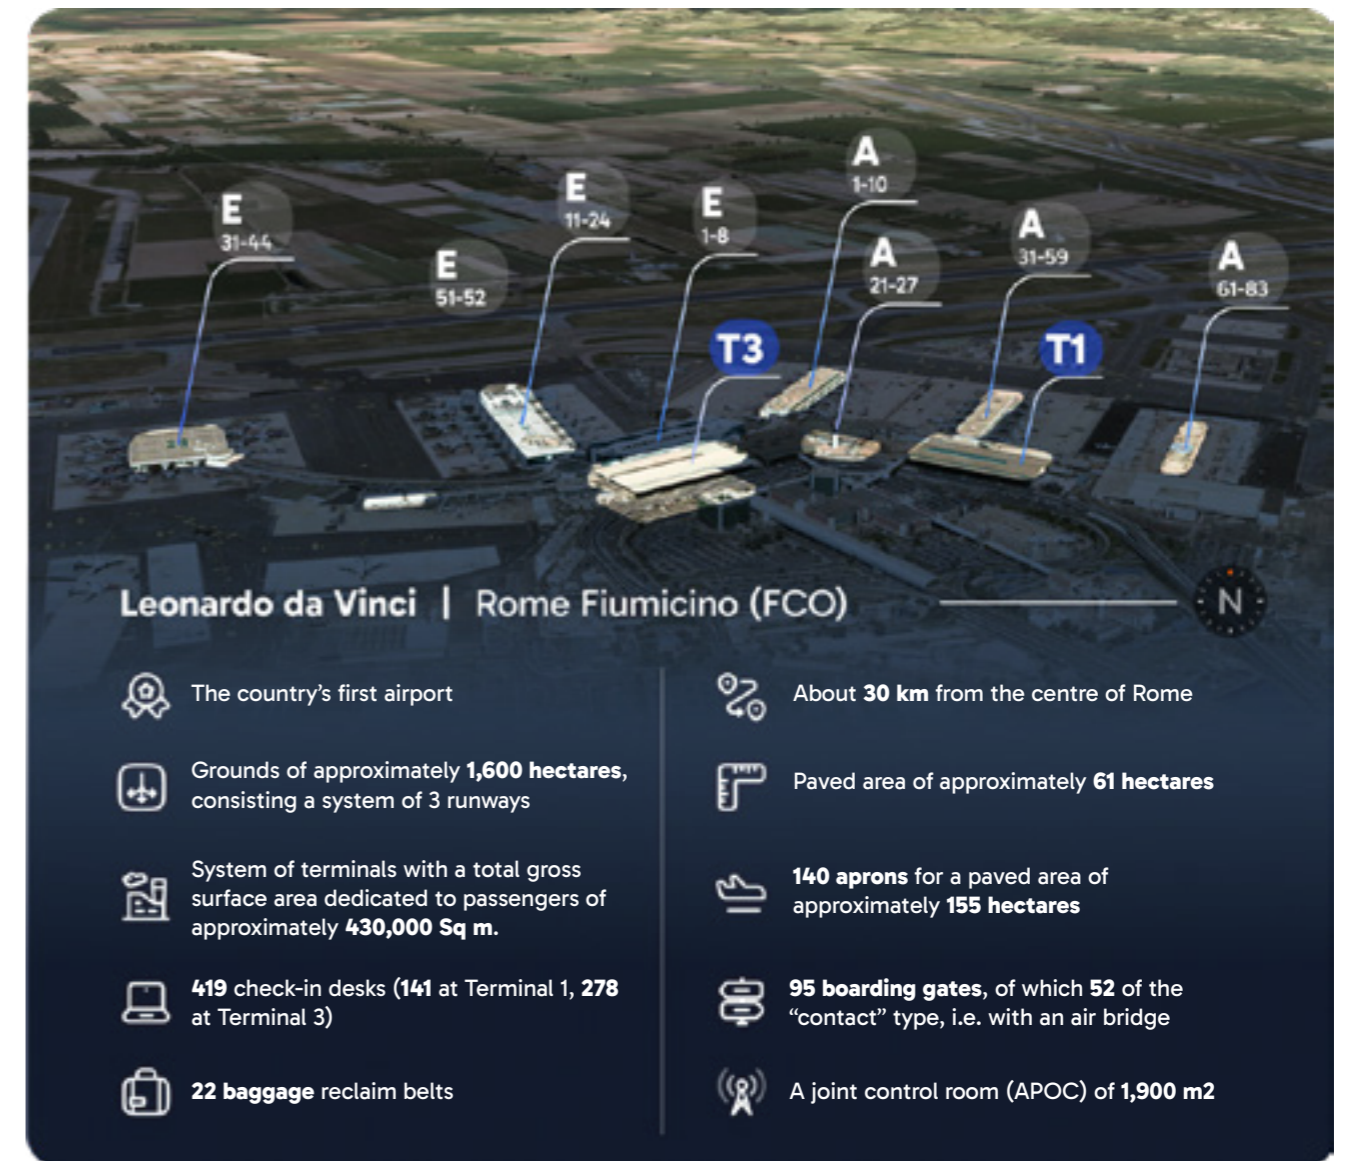 A
1-10
E
11-24
E
1-8
E
31-44
A
31-59
A
21-27
A
61-83
E
51-52
T3
T1
Leonardo da Vinci | Rome Fiumicino (FCO)
N
The country's first airport
Grounds of approximately 1,600 hectares,
consisting a system of 3 runways
System of terminals with a total gross
surface area dedicated to passengers of
approximately 430,000 Sq m.
419 check-in desks (141 at Terminal 1, 278
at Terminal 3)
22 baggage reclaim belts
About 30 km from the centre of Rome
Paved area of approximately 61 hectares
140 aprons for a paved area of
approximately 155 hectares
95 boarding gates, of which 52 of the
“contact” type, i.e. with an air bridge
A joint control room (APOC) of 1,900 m2